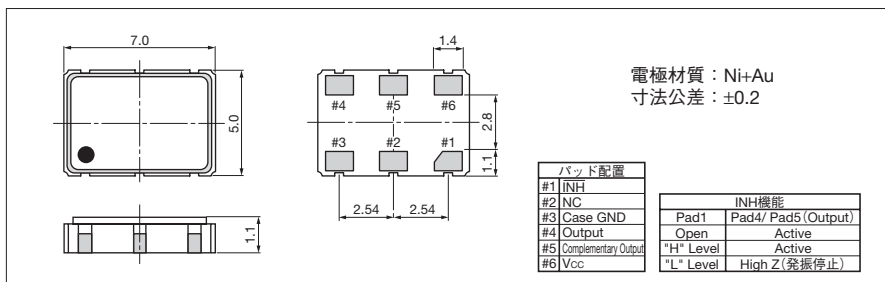 7.0
5.0
1.1
1.4
#4 #5 #6
#3 #2 #1
2.8
1.1
2.54 2.54
電極材質：Ni+Au
寸法公差：±0.2
パッド配置
#1 INH
#2 NC
#3 Case GND
#4 Output
#5 Complementary Output
#6 Vcc
INH機能
Pad1 Pad4/ Pad5(Output)
Open Active
"H" Level Active
"L" Level High Z(発振停止)